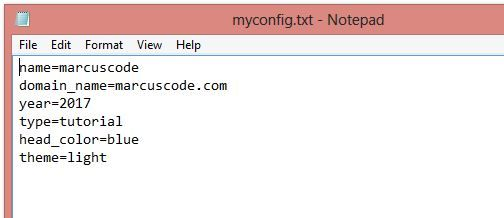 myconfig.txt - Notepad
File Edit Format View Help
name=marcuscode
domain_name=marcuscode.com
year=2017
type=tutorial
head_color=blue
theme=light